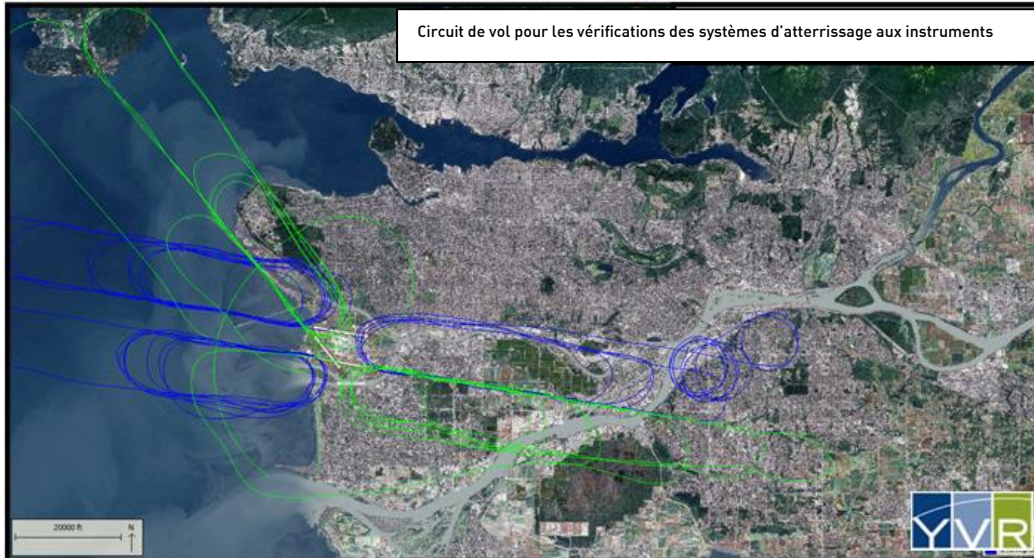 Circuit de vol pour les vérifications des systèmes d’atterrissage aux instruments
20000 ft
N
YVR